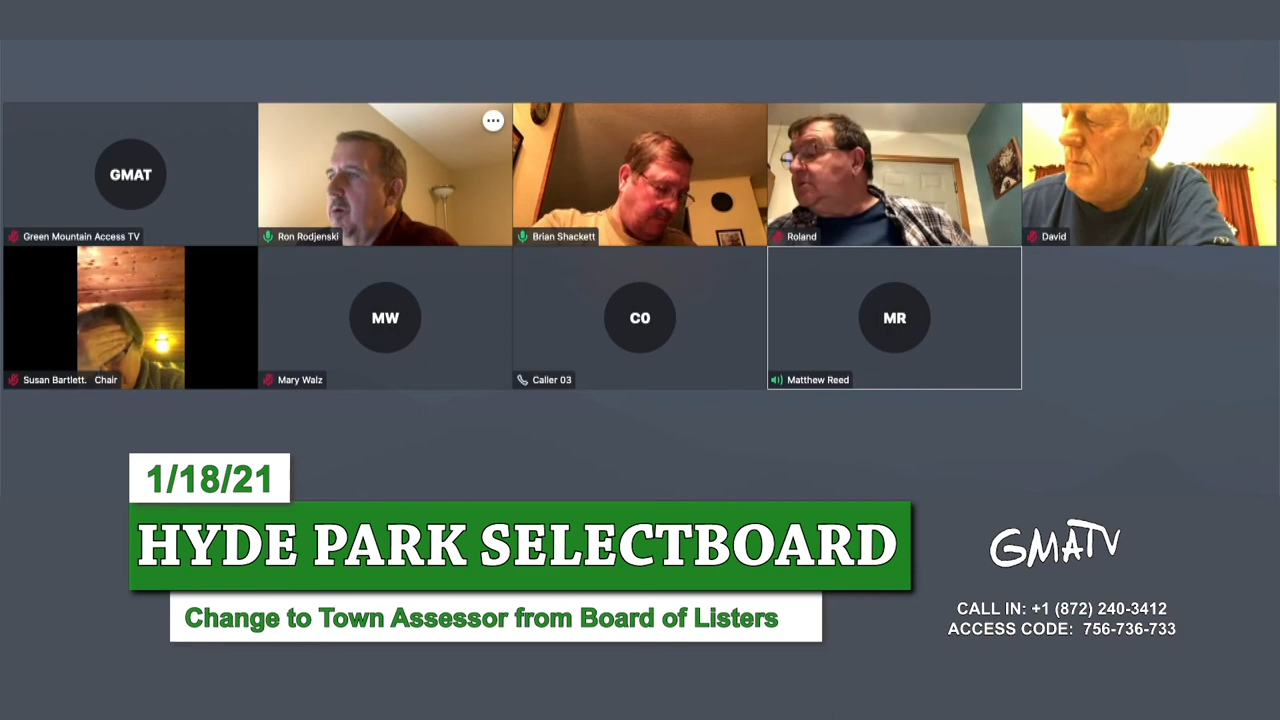 GMAT
Green Mountain Access TV
Ron Rodjenski
Brian Shackett
Roland
David
Susan Bartlett. Chair
MW
Mary Walz
C0
Caller 03
MR
Matthew Reed
1/18/21
HYDE PARK SELECTBOARD
Change to Town Assessor from Board of Listers
GMATV
CALL IN: +1 (872) 240-3412
ACCESS CODE: 756-736-733